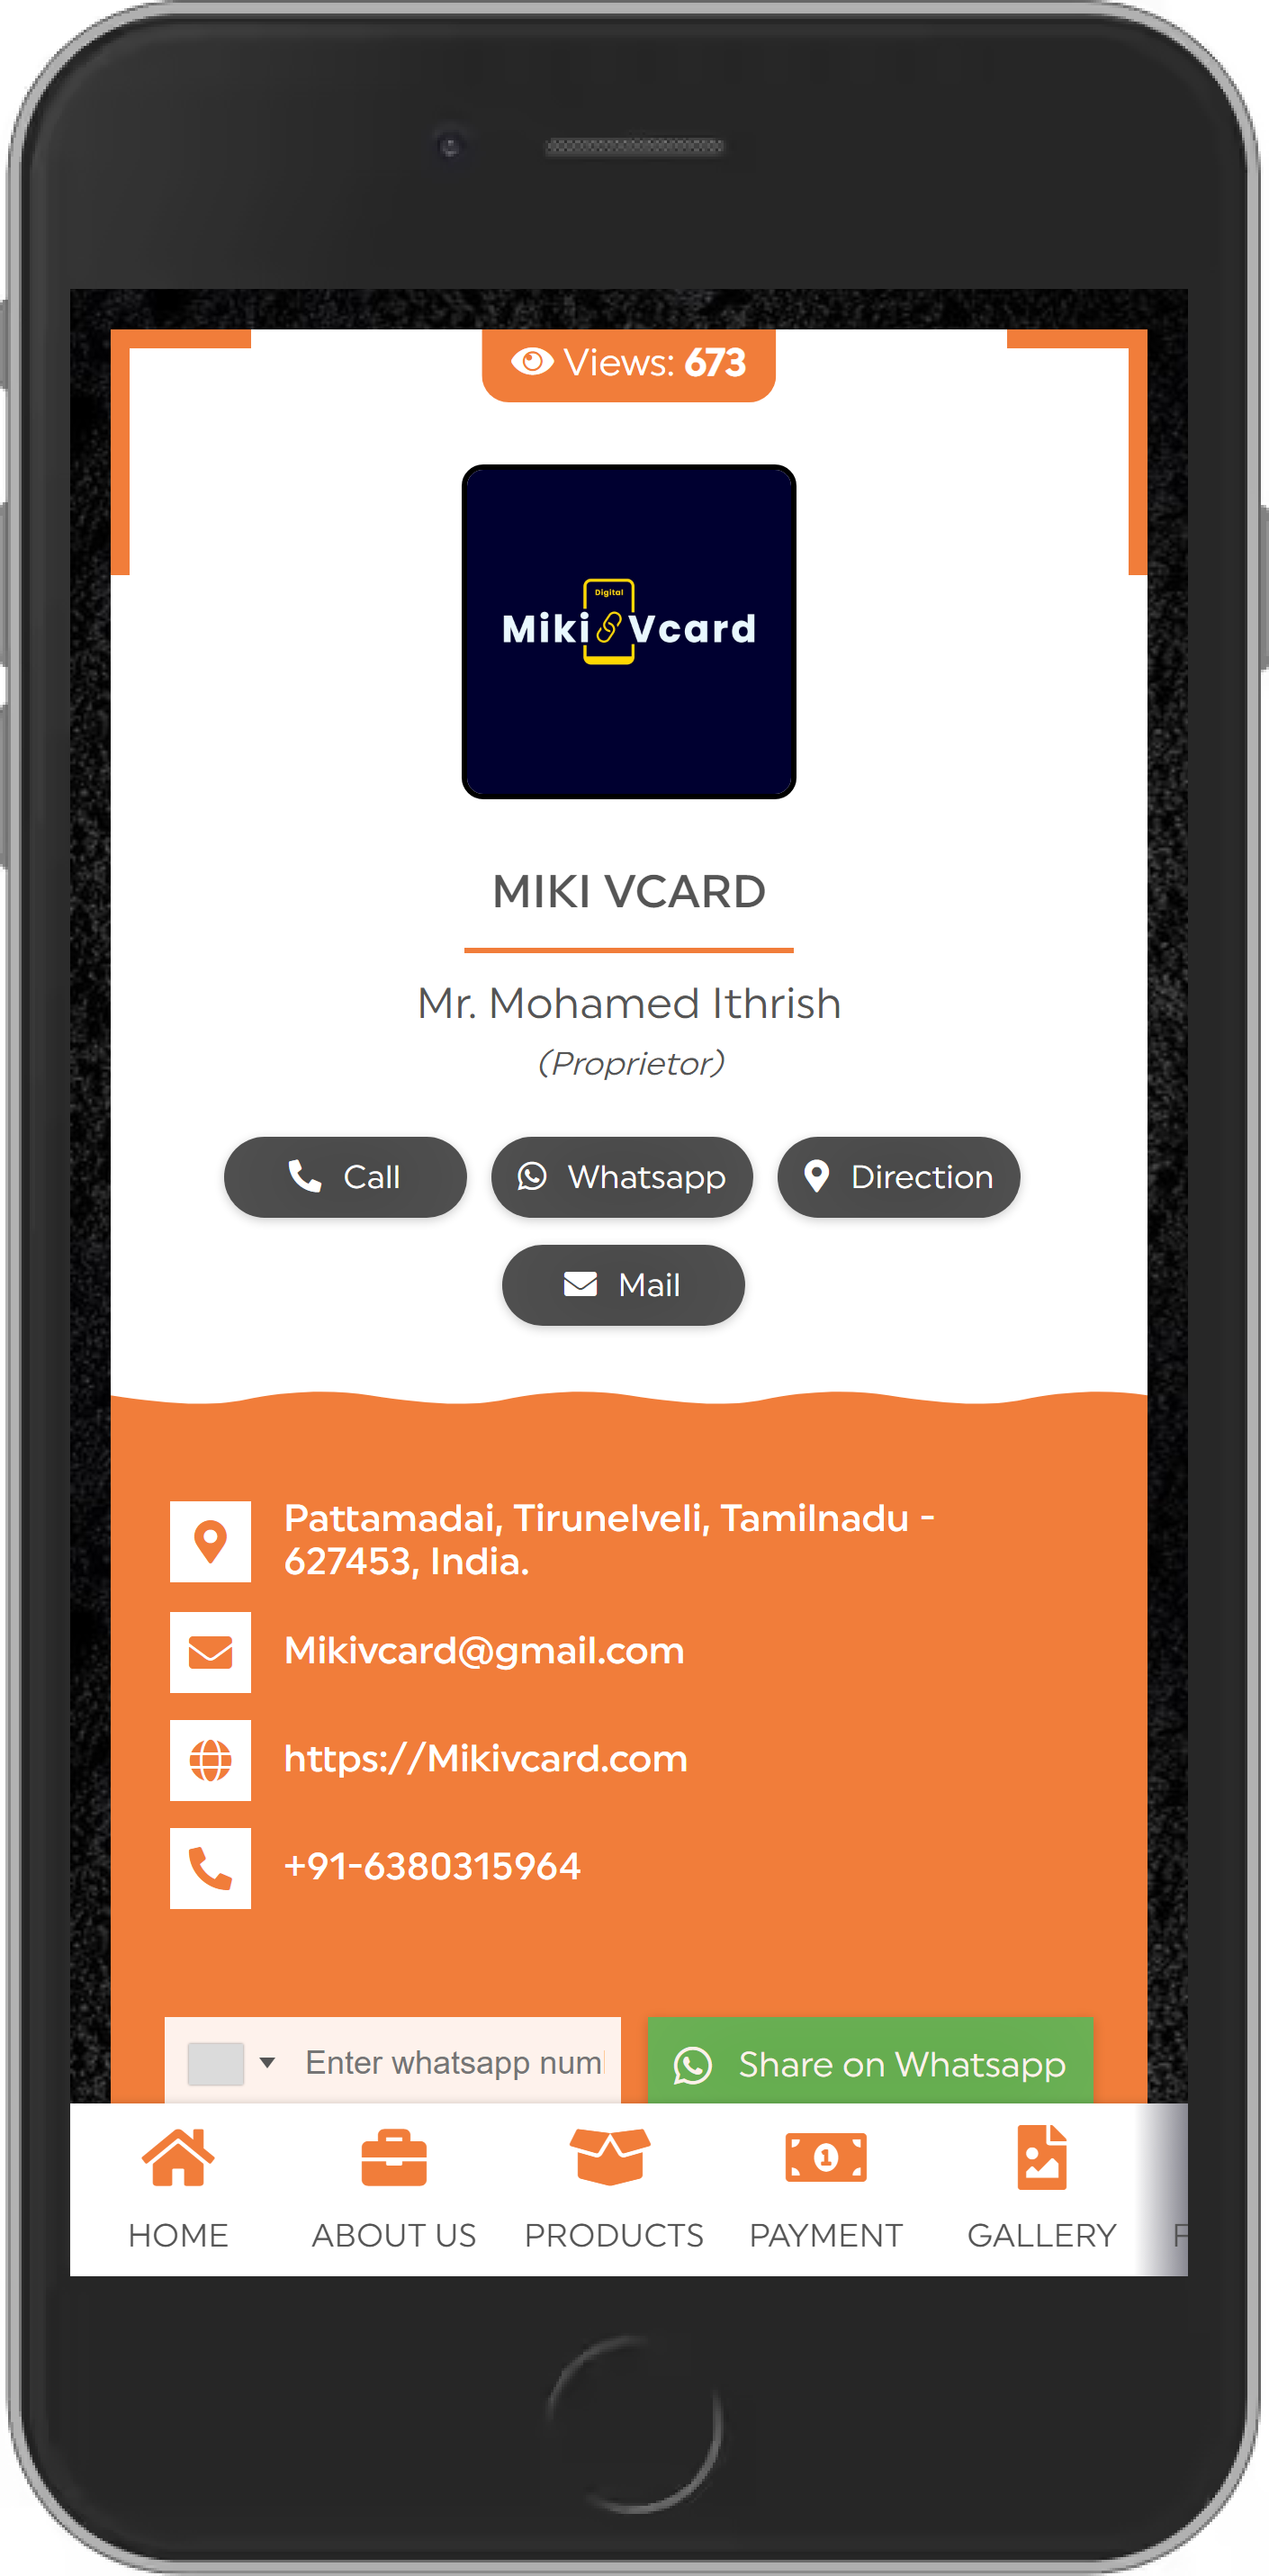 Views: 673
Digital
Miki Vcard
MIKI VCARD
Mr. Mohamed Ithrish
(Proprietor)
Call
Whatsapp
Direction
Mail
Pattamadai, Tirunelveli, Tamilnadu -
627453, India.
Mikivcard@gmail.com
https://Mikivcard.com
+91-6380315964
Enter whatsapp num
Share on Whatsapp
1
HOME
ABOUT US
PRODUCTS
PAYMENT
GALLERY
F